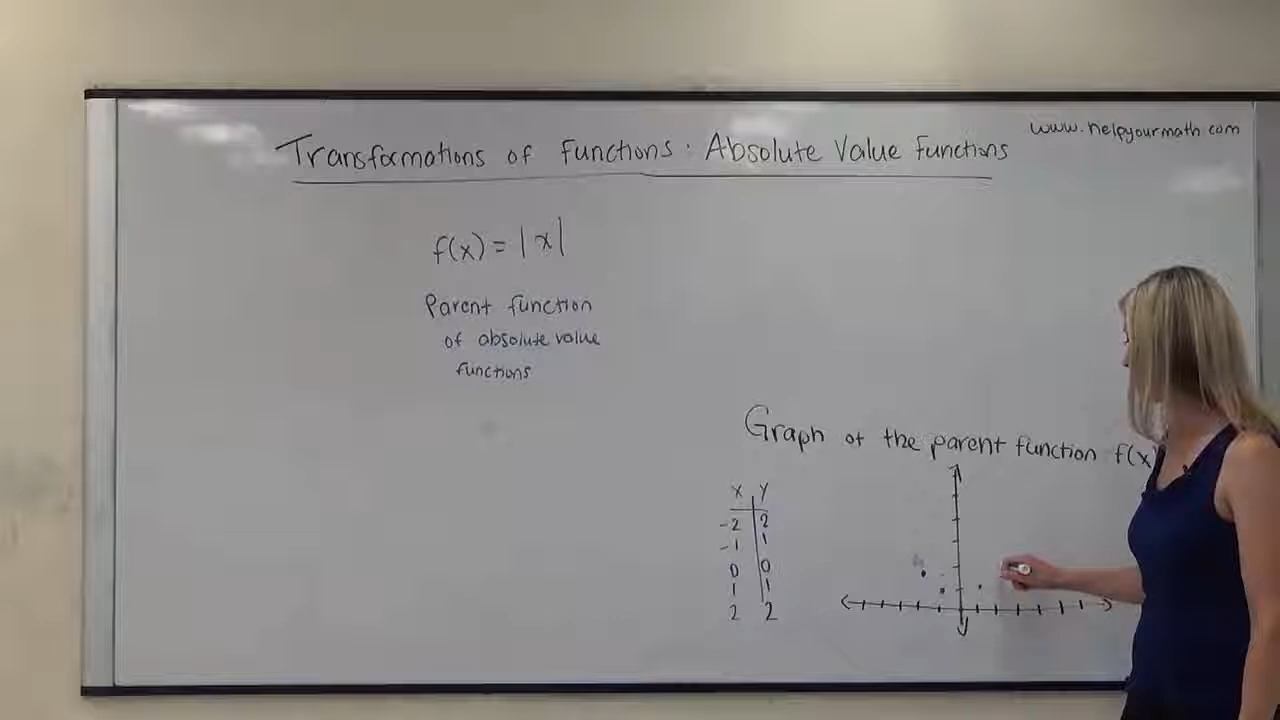 www.helpyourmath.com
Transformations of Functions: Absolute Value Functions
f(x) = |x|
Parent function
of absolute value
functions
Graph of the parent function f(x)
X Y
-2 2
-1 1
0 0
1 1
2 2